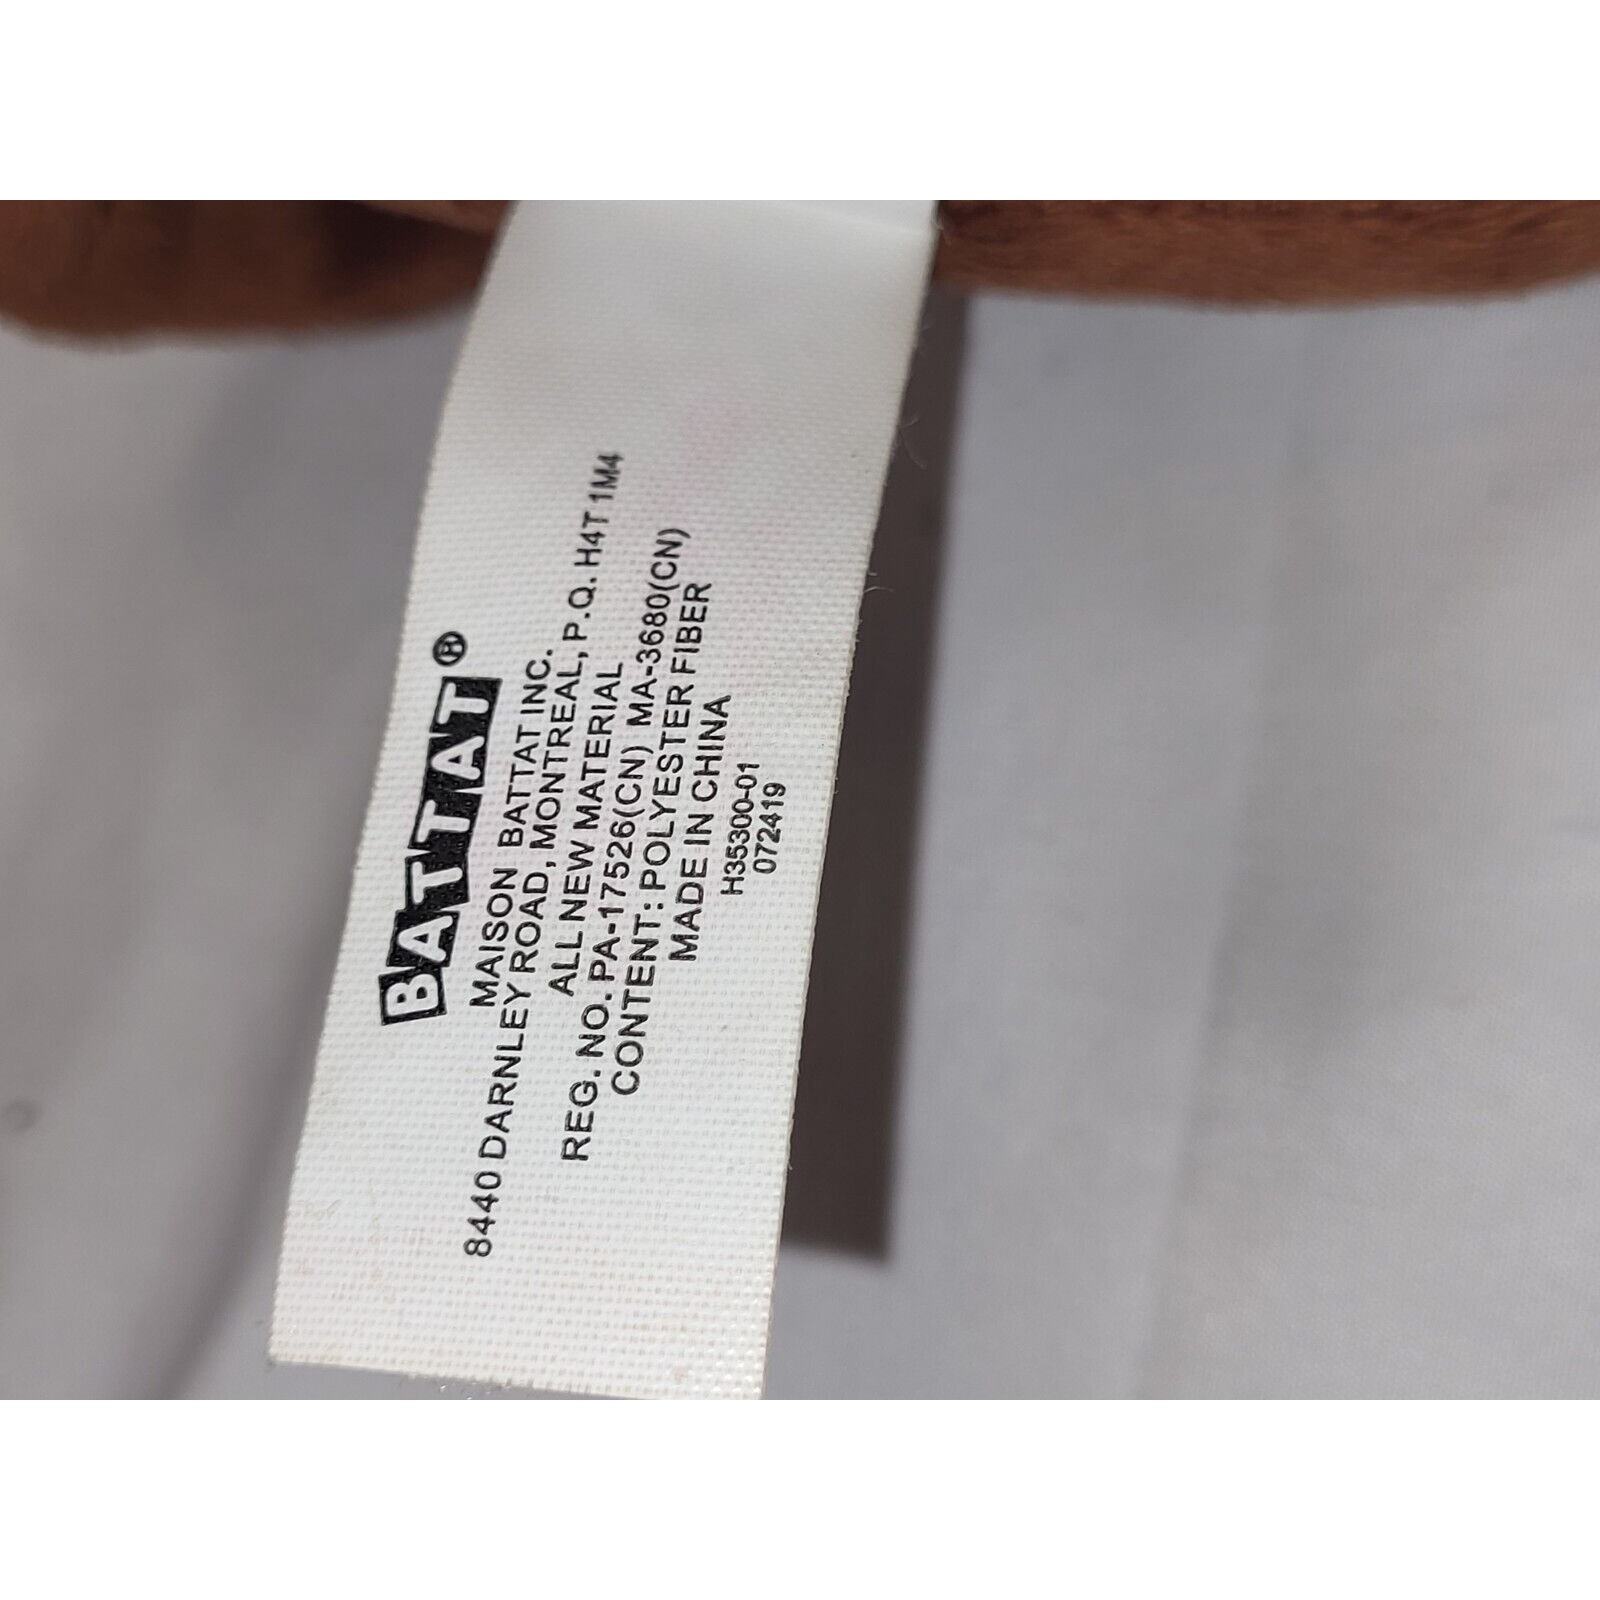 BATTAT®
MAISON BATTAT INC.
8440 DARNLEY ROAD, MONTREAL, P.Q. H4T 1M4
ALL NEW MATERIAL
REG. NO. PA-17526(CN) MA-3680(CN)
CONTENT: POLYESTER FIBER
MADE IN CHINA
H35300-01
072419